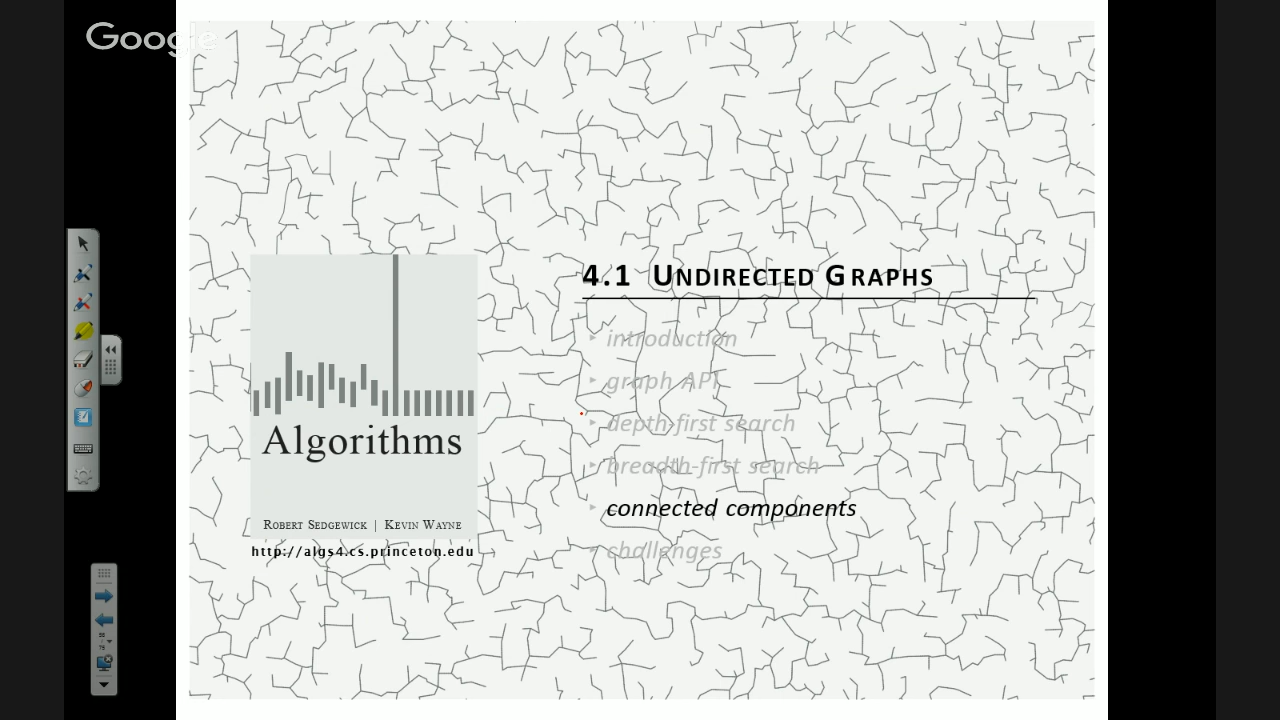 Google
4.1 UNDIRECTED GRAPHS
introduction
graph API
depth-first search
breadth-first search
connected components
challenges
Algorithms
ROBERT SEDGEWICK | KEVIN WAYNE
http://algs4.cs.princeton.edu